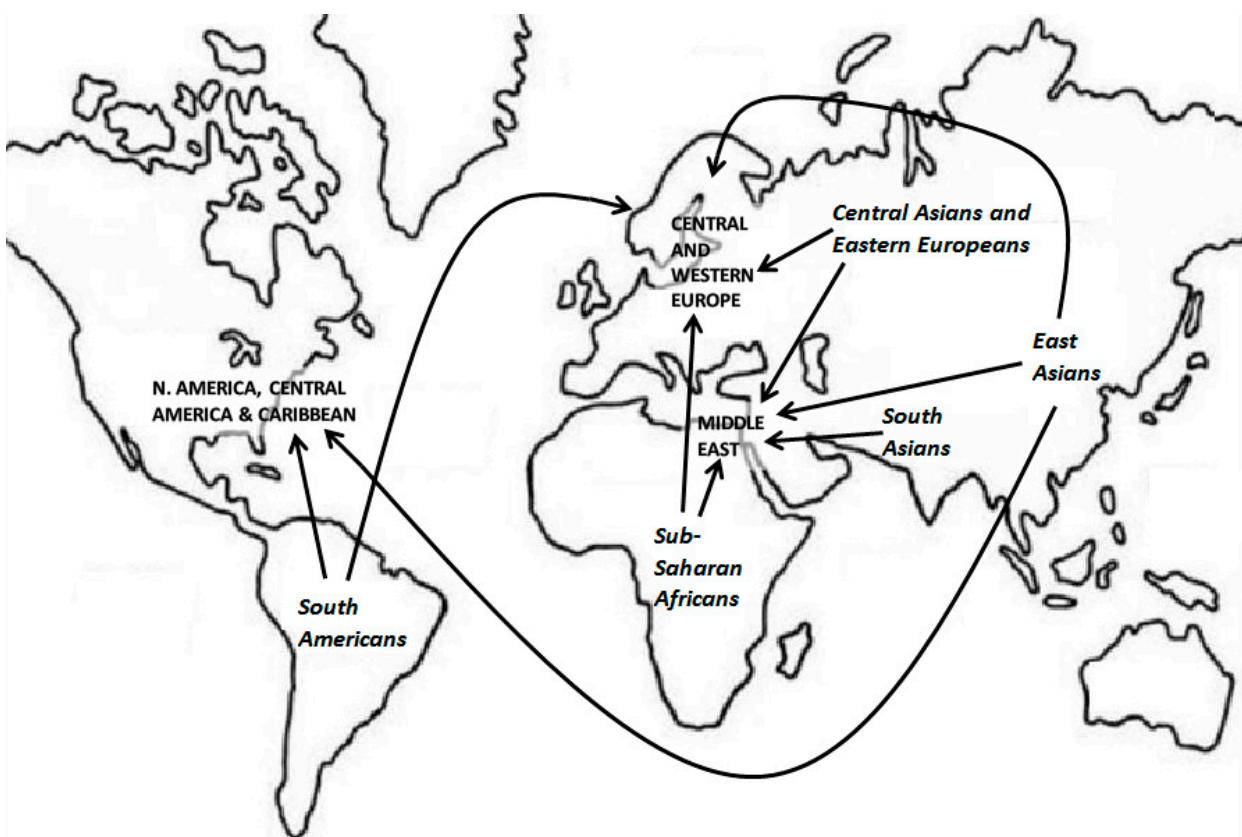 CENTRAL
AND
WESTERN
EUROPE
Central Asians and
Eastern Europeans
East
Asians
N. AMERICA, CENTRAL
AMERICA & CARIBBEAN
MIDDLE
EAST
South
Asians
Sub-
Saharan
Africans
South
Americans